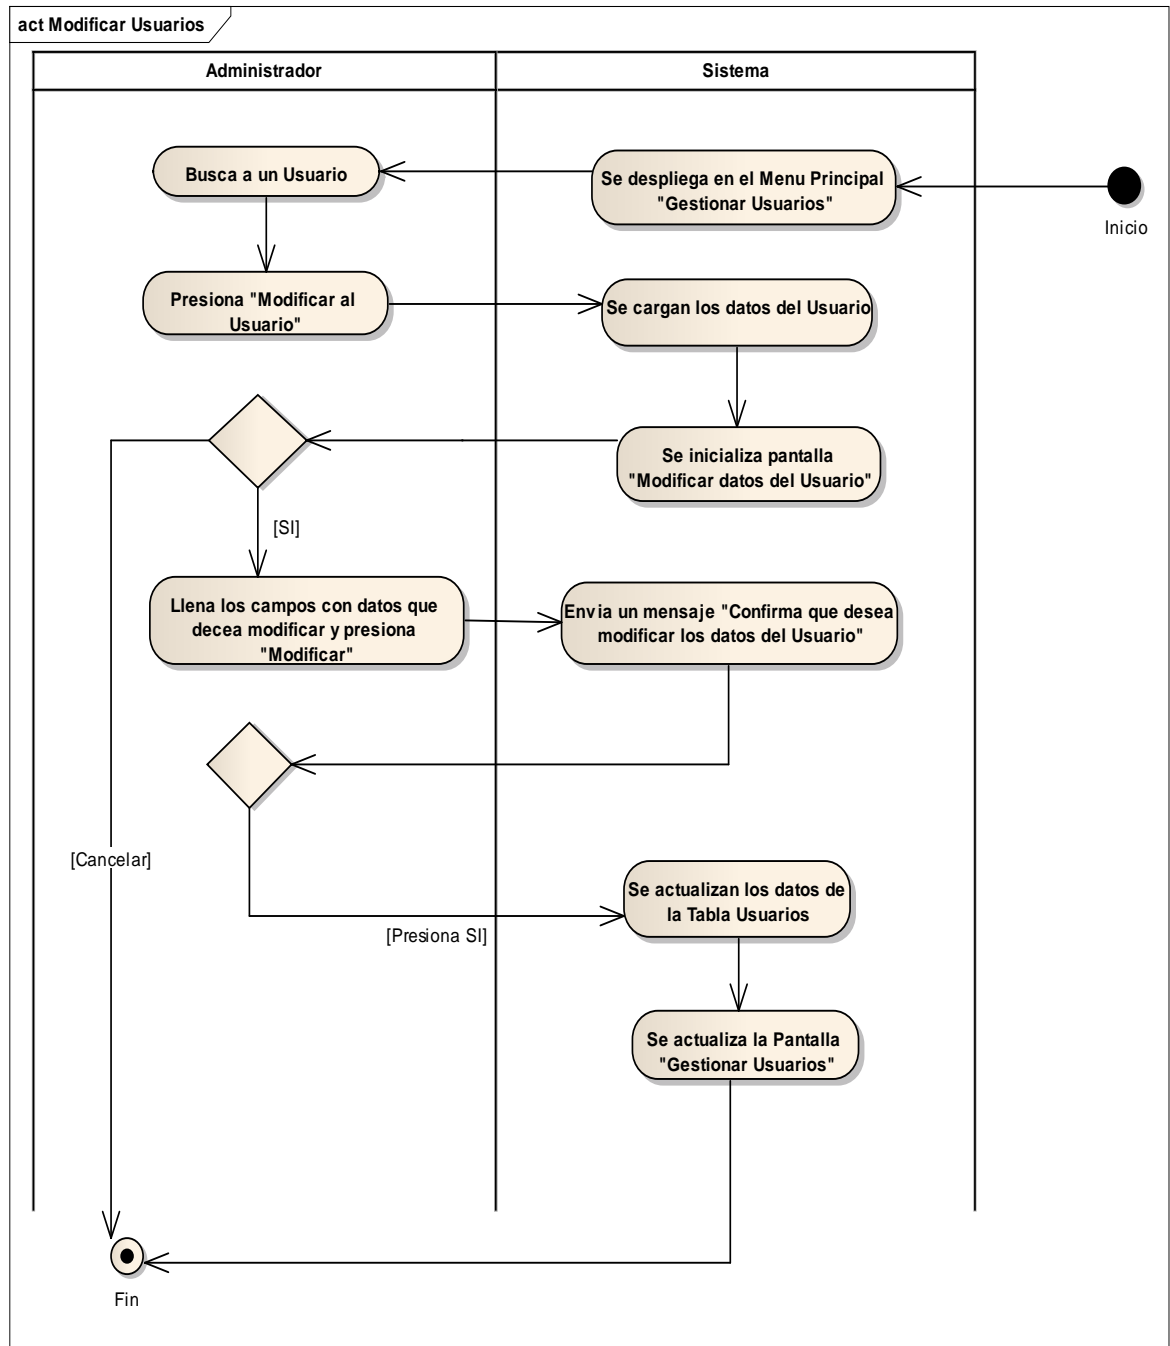 act Modificar Usuarios
Administrador
Sistema
Busca a un Usuario
Se despliega en el Menu Principal
"Gestionar Usuarios"
Inicio
Presiona "Modificar al
Usuario"
Se cargan los datos del Usuario
Se inicializa pantalla
"Modificar datos del Usuario"
[SI]
Llena los campos con datos que
decea modificar y presiona
"Modificar"
Envia un mensaje "Confirma que desea
modificar los datos del Usuario"
[Cancelar]
Se actualizan los datos de
la Tabla Usuarios
[Presiona SI]
Se actualiza la Pantalla
"Gestionar Usuarios"
Fin